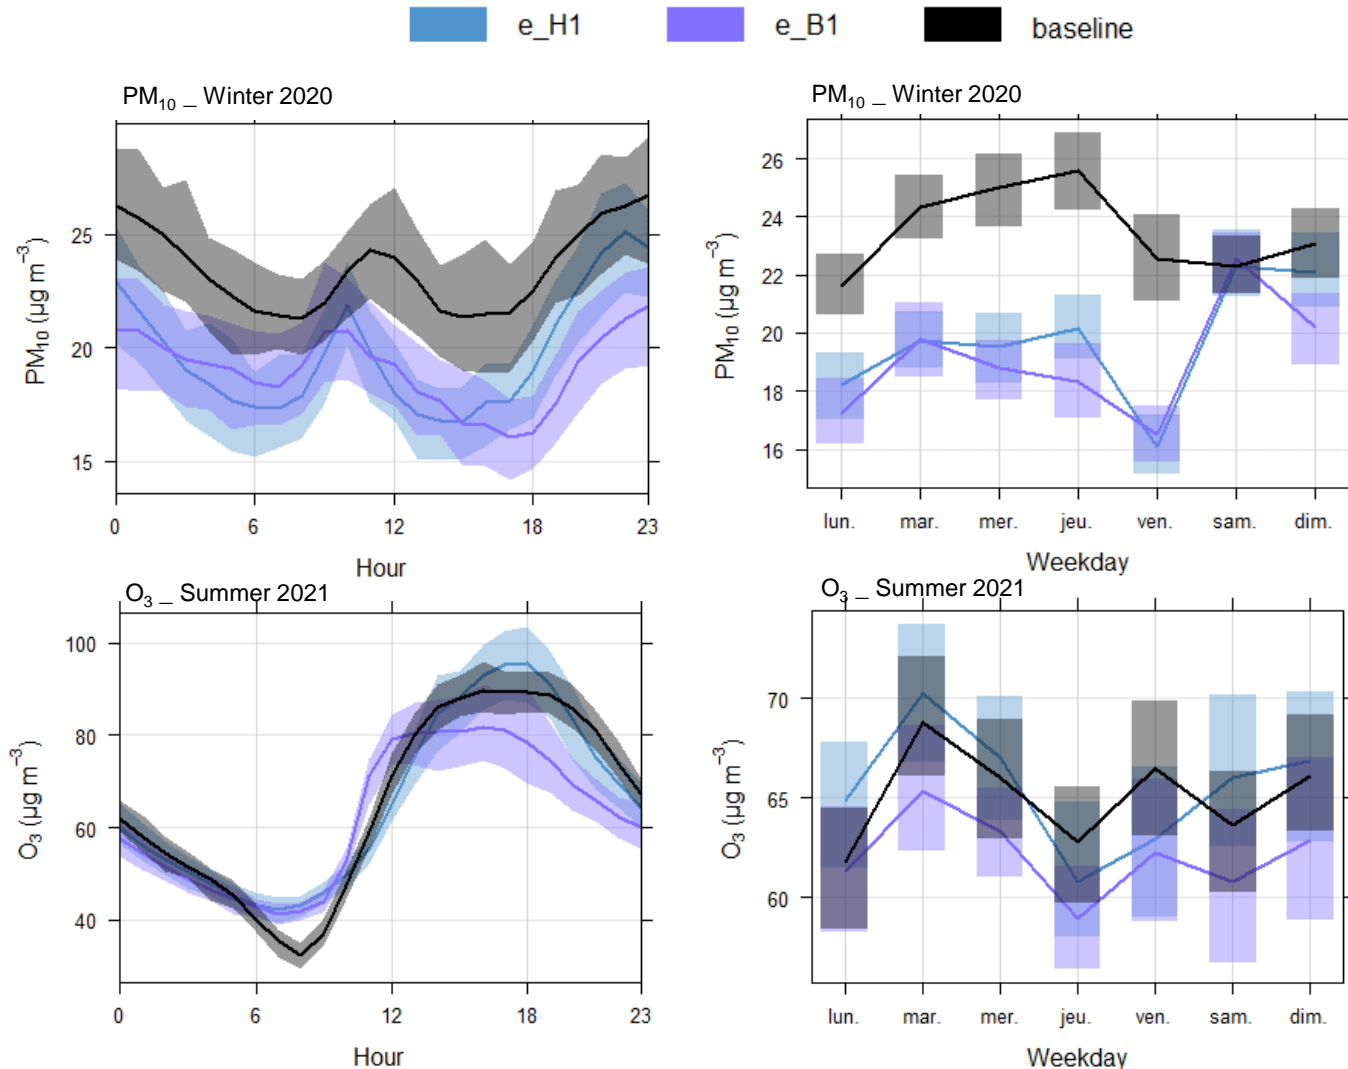 e_H1 e_B1 baseline
PM₁₀ _ Winter 2020
PM₁₀ (µg m⁻³)
25
20
15
0 6 12 18 23
Hour
PM₁₀ _ Winter 2020
PM₁₀ (µg m⁻³)
26
24
22
20
18
16
lun. mar. mer. jeu. ven. sam. dim.
Weekday
O₃ _ Summer 2021
O₃ (µg m⁻³)
100
80
60
40
0 6 12 18 23
Hour
O₃ _ Summer 2021
O₃ (µg m⁻³)
70
65
60
lun. mar. mer. jeu. ven. sam. dim.
Weekday